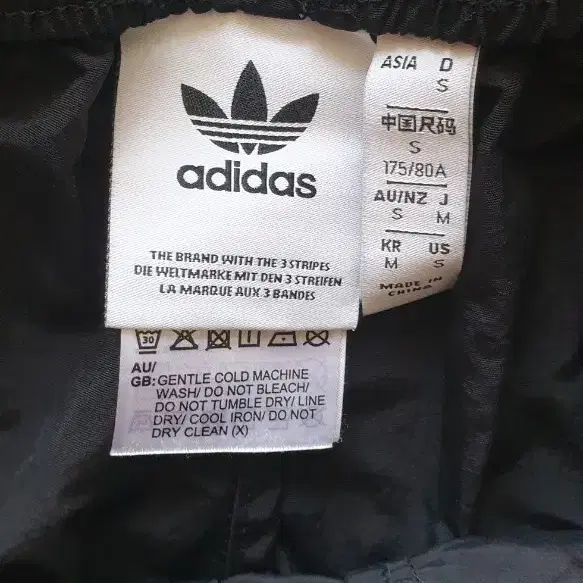 adidas
THE BRAND WITH THE 3 STRIPES
DIE WELTMARKE MIT DEN 3 STREIFEN
LA MARQUE AUX 3 BANDES
ASIA D
S
中国尺码
S
175/80A
AU/NZ J
S M
KR US
M S
MADE IN
CHINA
30
AU/
GB: GENTLE COLD MACHINE
WASH/ DO NOT BLEACH/
DO NOT TUMBLE DRY/ LINE
DRY/ COOL IRON/ DO NOT
DRY CLEAN (X)